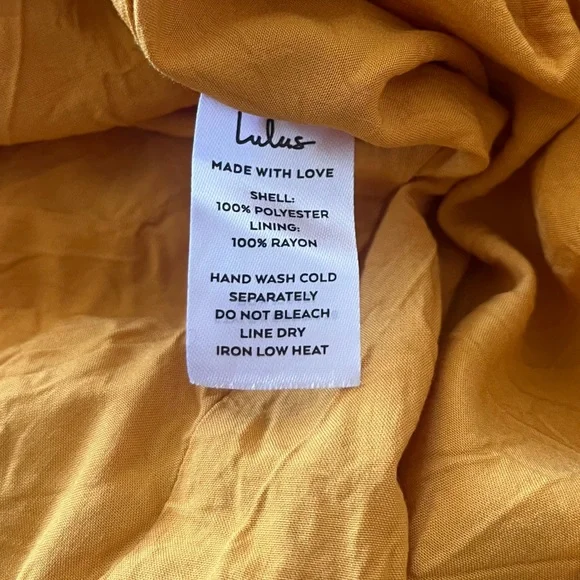 Lulus
MADE WITH LOVE
SHELL:
100% POLYESTER
LINING:
100% RAYON
HAND WASH COLD
SEPARATELY
DO NOT BLEACH
LINE DRY
IRON LOW HEAT